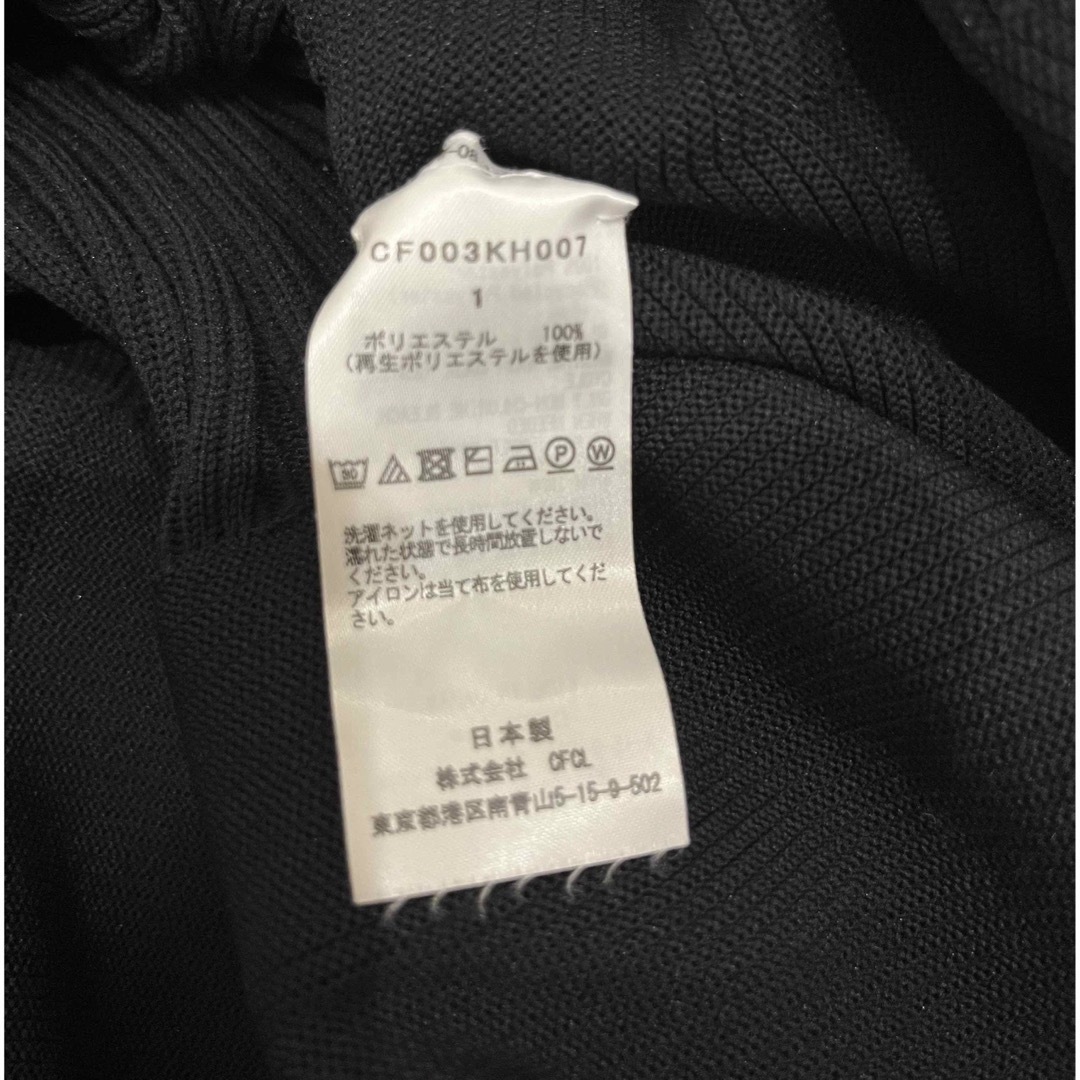 CF003KH007
1
ポリエステル 100%
(再生ポリエステルを使用)
P W
洗濯ネットを使用してください。
濡れた状態で長時間放置しないで
ください。
アイロンは当て布を使用してくだ
さい。
日本製
株式会社 CFCL
東京都港区南青山5-15-9-502